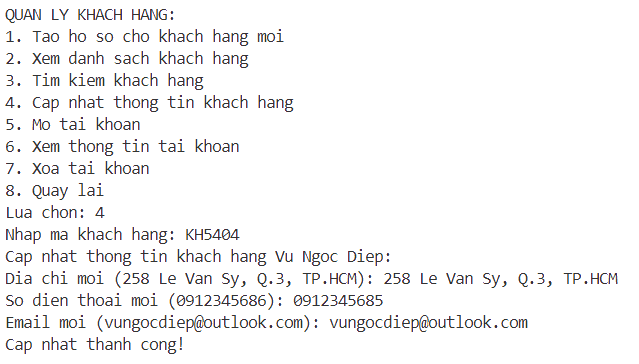 QUAN LY KHACH HANG:
1. Tao ho so cho khach hang moi
2. Xem danh sach khach hang
3. Tim kiem khach hang
4. Cap nhat thong tin khach hang
5. Mo tai khoan
6. Xem thong tin tai khoan
7. Xoa tai khoan
8. Quay lai
Lua chon: 4
Nhap ma khach hang: KH5404
Cap nhat thong tin khach hang Vu Ngoc Diep:
Dia chi moi (258 Le Van Sy, Q.3, TP.HCM): 258 Le Van Sy, Q.3, TP.HCM
So dien thoai moi (0912345686): 0912345685
Email moi (vungocdiep@outlook.com): vungocdiep@outlook.com
Cap nhat thanh cong!